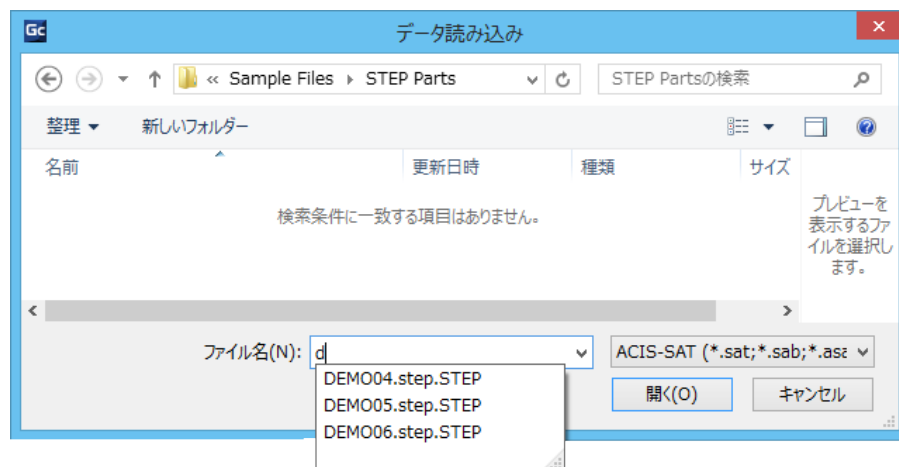 Gc データ読み込み
« Sample Files STEP Parts STEP Partsの検索
整理 新しいフォルダー
名前 更新日時 種類 サイズ
検索条件に一致する項目はありません。
プレビューを
表示するファ
イルを選択し
ます。
ファイル名(N): d ACIS-SAT (*.sat;*.sab;*.asa
DEMO04.step.STEP
DEMO05.step.STEP
DEMO06.step.STEP
開く(O) キャンセル